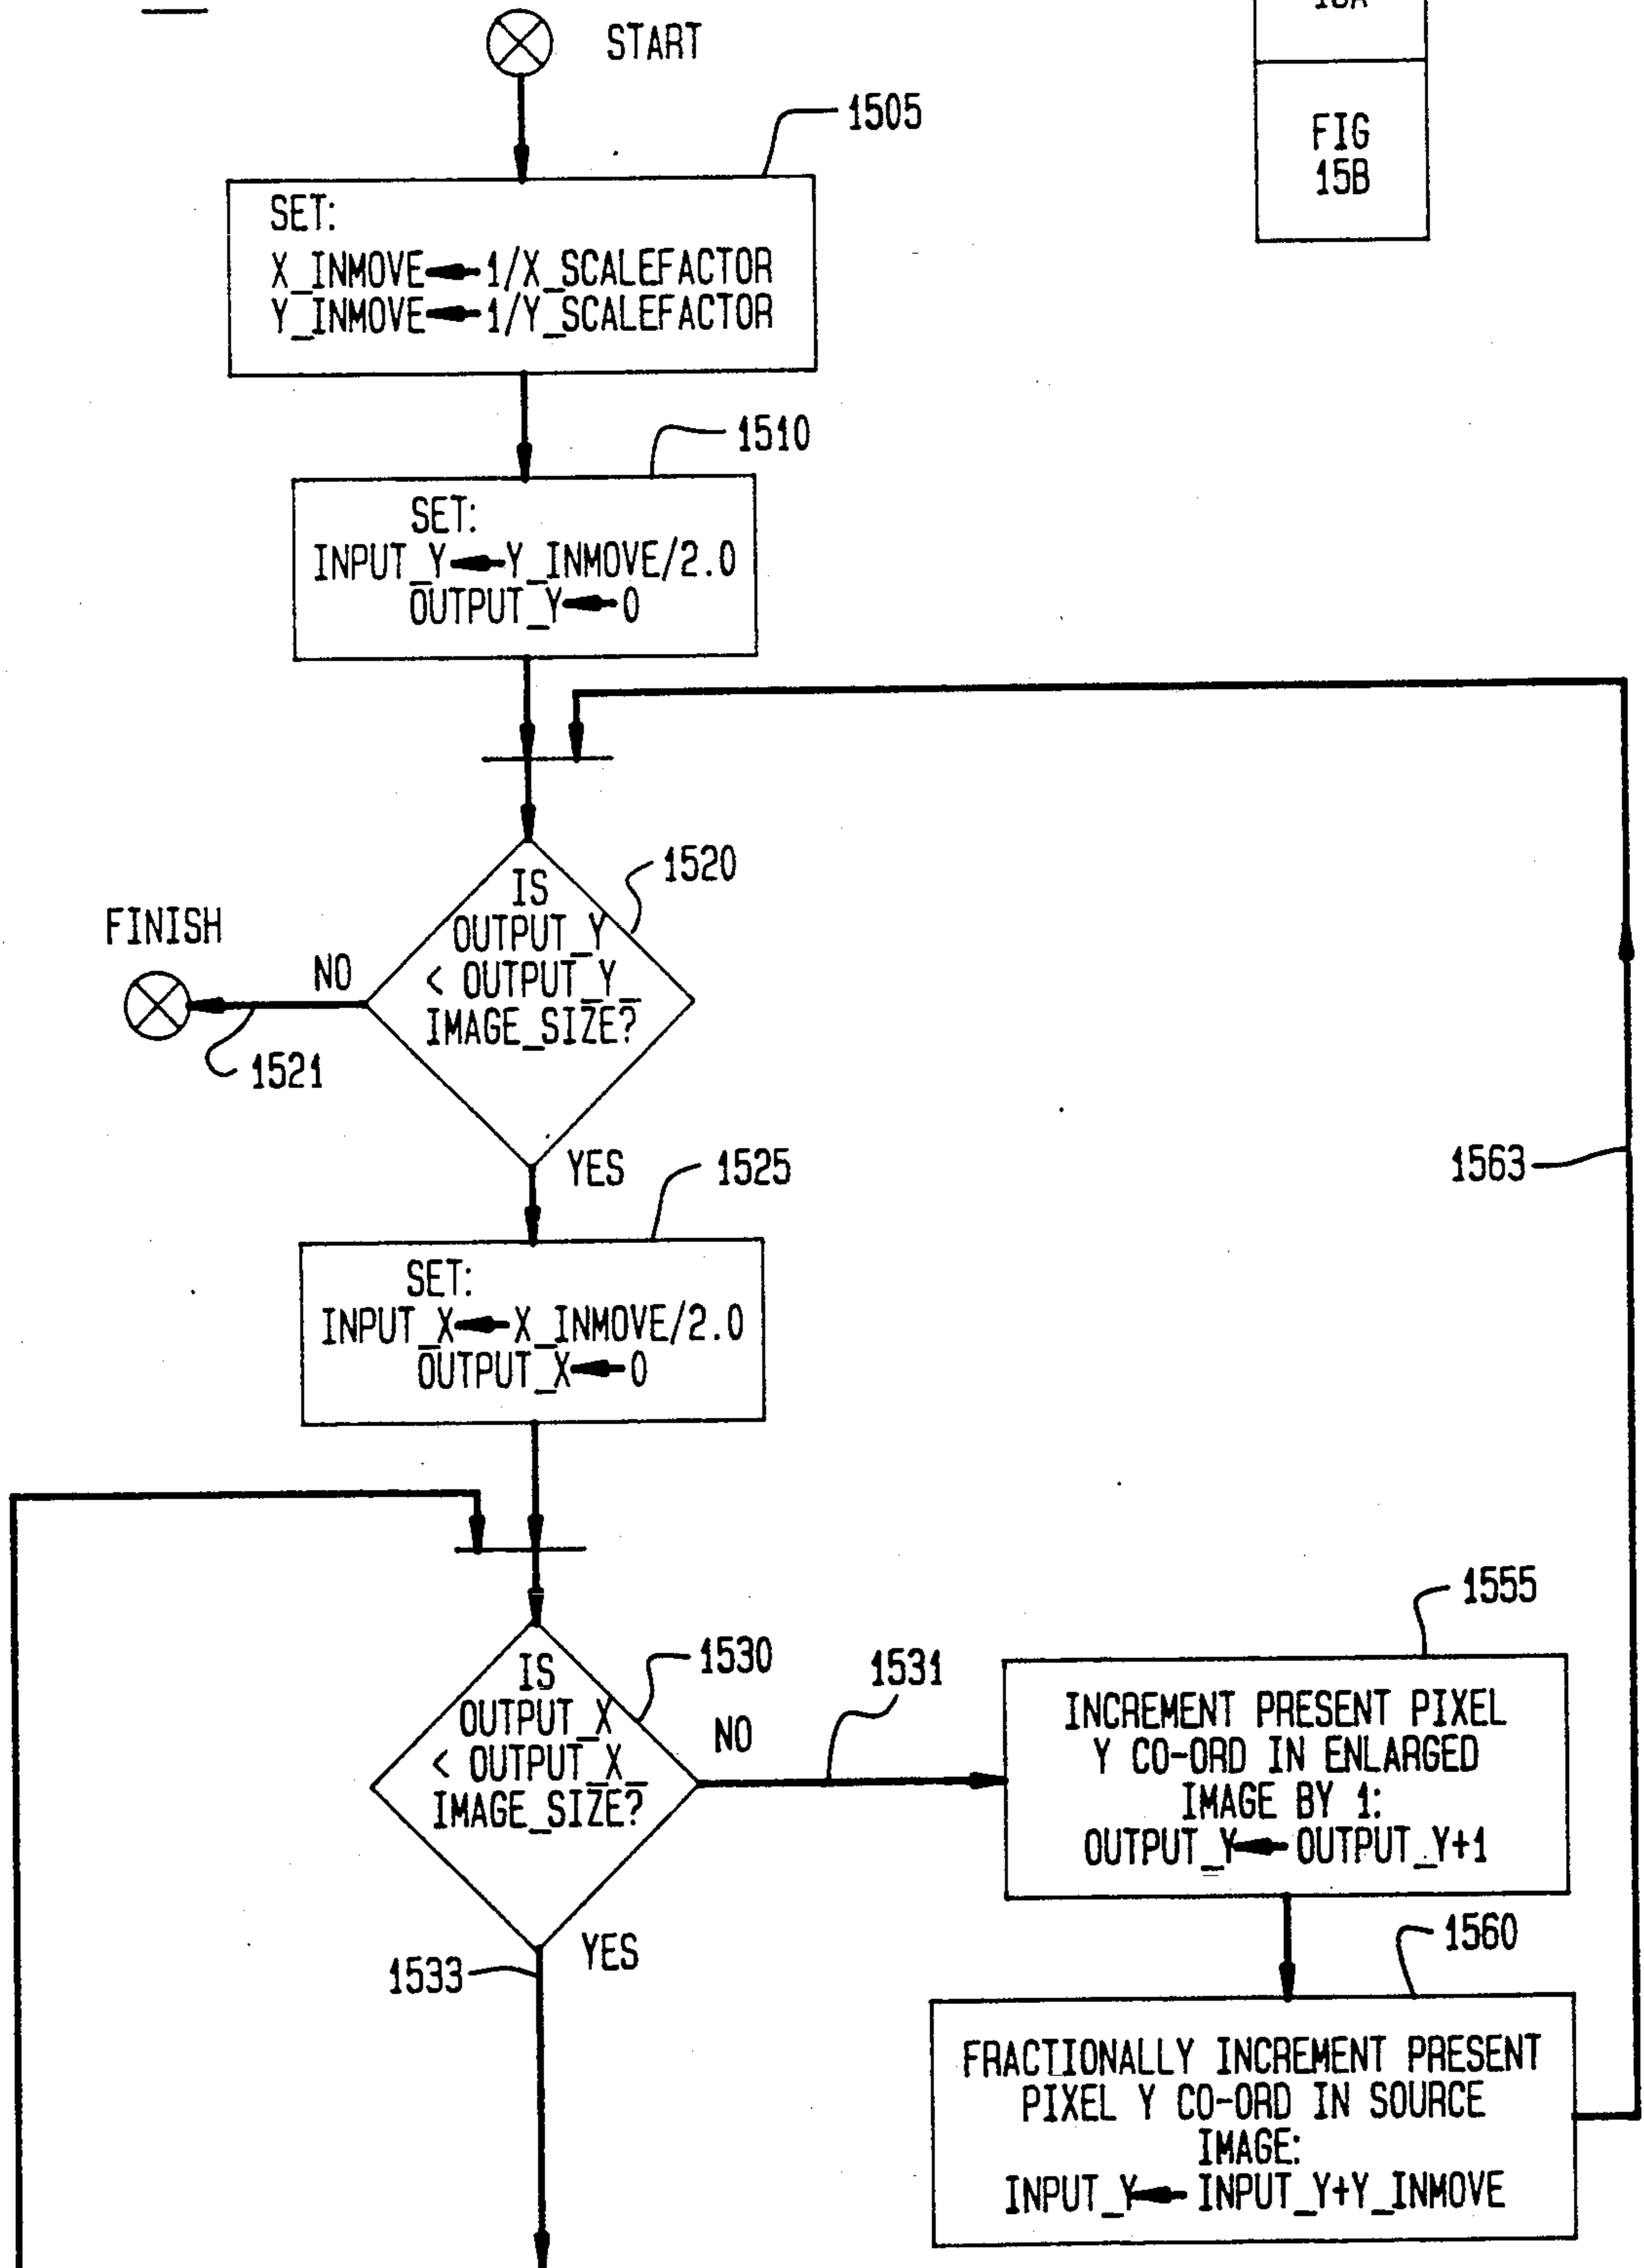 START
1505
FIG
15B
SET:
X_INMOVE←1/X_SCALEFACTOR
Y_INMOVE←1/Y_SCALEFACTOR
1510
SET:
INPUT_Y←Y_INMOVE/2.0
OUTPUT_Y←0
1520
IS
OUTPUT_Y
< OUTPUT_Y_
IMAGE_SIZE?
FINISH
NO
1521
YES
1525
1563
SET:
INPUT_X←X_INMOVE/2.0
OUTPUT_X←0
1530
IS
OUTPUT_X
< OUTPUT_X_
IMAGE_SIZE?
NO
1531
1555
INCREMENT PRESENT PIXEL
Y CO-ORD IN ENLARGED
IMAGE BY 1:
OUTPUT_Y← OUTPUT_Y+1
YES
1533
1560
FRACTIONALLY INCREMENT PRESENT
PIXEL Y CO-ORD IN SOURCE
IMAGE:
INPUT_Y← INPUT_Y+Y_INMOVE